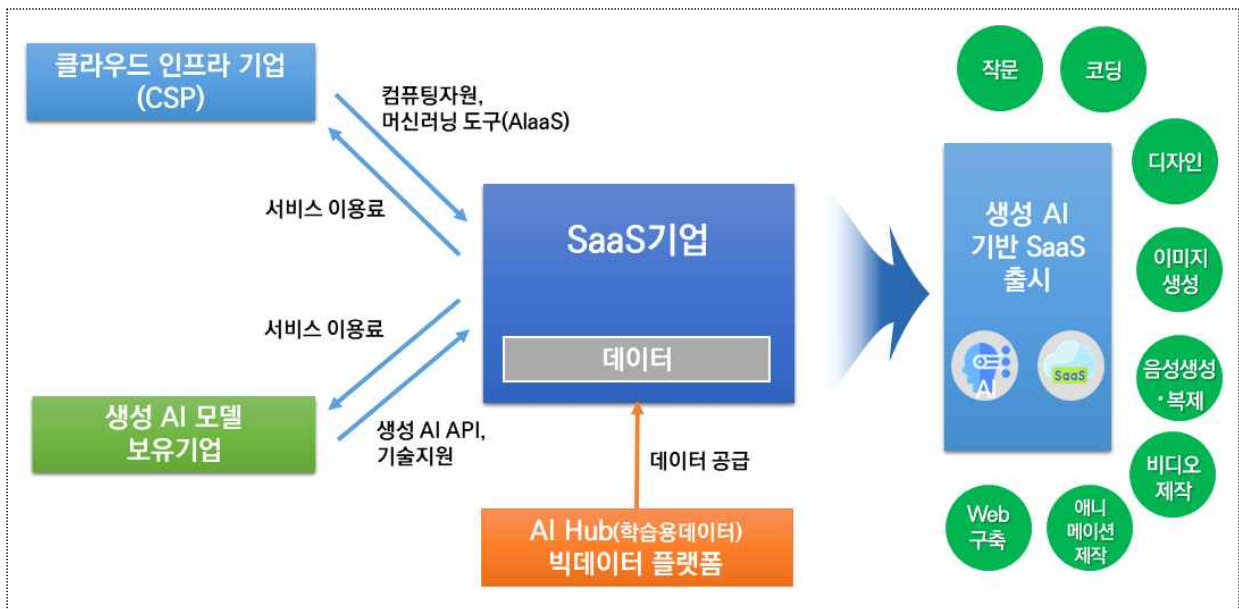 클라우드 인프라 기업
(CSP)
컴퓨팅자원,
머신러닝 도구(AIaaS)
서비스 이용료
SaaS기업
데이터
서비스 이용료
생성 AI 모델
보유기업
생성 AI API,
기술지원
데이터 공급
AI Hub(학습용데이터)
빅데이터 플랫폼
생성 AI
기반 SaaS
출시
AI
SaaS
작문
코딩
디자인
이미지
생성
음성생성
·복제
비디오
제작
애니
메이션
제작
Web
구축